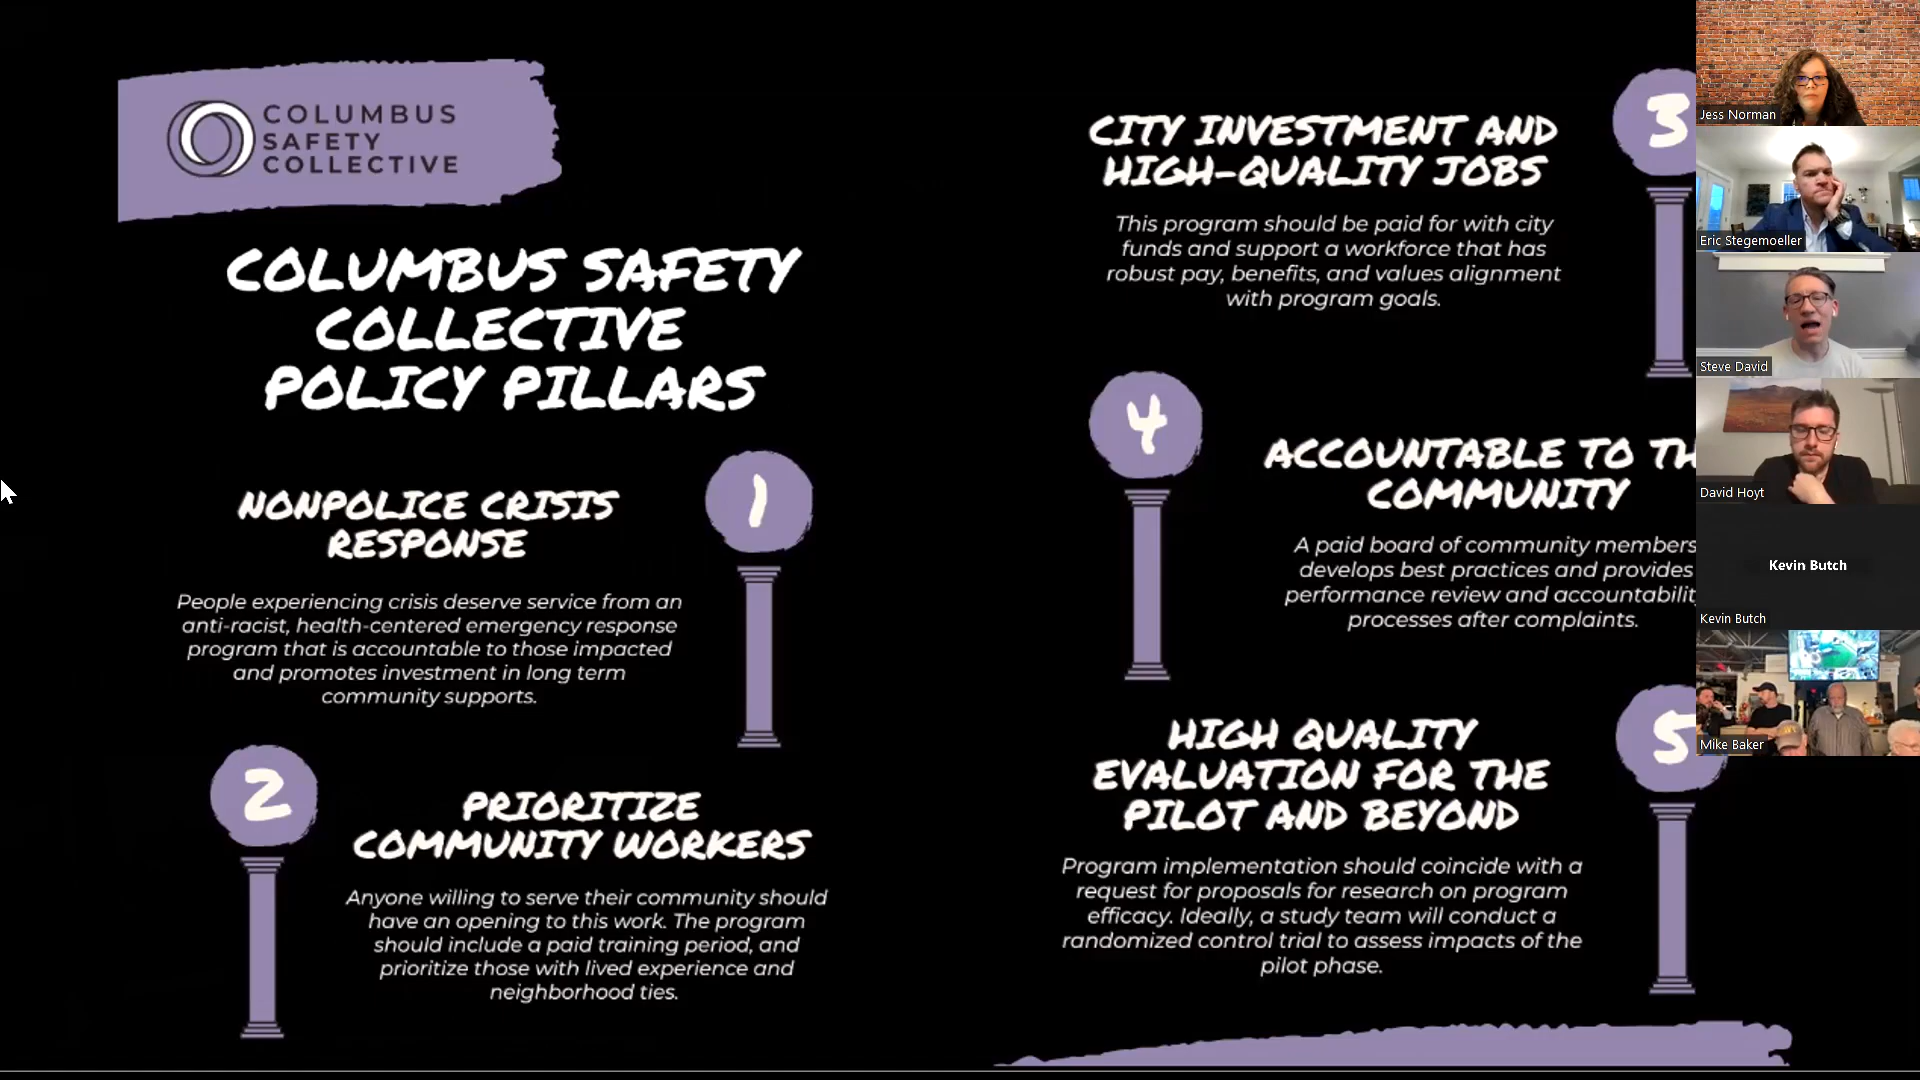 COLUMBUS
SAFETY
COLLECTIVE
COLUMBUS SAFETY
COLLECTIVE
POLICY PILLARS
1
NONPOLICE CRISIS
RESPONSE
People experiencing crisis deserve service from an
anti-racist, health-centered emergency response
program that is accountable to those impacted
and promotes investment in long term
community supports.
2
PRIORITIZE
COMMUNITY WORKERS
Anyone willing to serve their community should
have an opening to this work. The program
should include a paid training period, and
prioritize those with lived experience and
neighborhood ties.
3
CITY INVESTMENT AND
HIGH-QUALITY JOBS
This program should be paid for with city
funds and support a workforce that has
robust pay, benefits, and values alignment
with program goals.
4
ACCOUNTABLE TO TH
COMMUNITY
A paid board of community members
develops best practices and provides
performance review and accountabilit
processes after complaints.
5
HIGH QUALITY
EVALUATION FOR THE
PILOT AND BEYOND
Program implementation should coincide with a
request for proposals for research on program
efficacy. Ideally, a study team will conduct a
randomized control trial to assess impacts of the
pilot phase.
Jess Norman
Eric Stegemoeller
Steve David
David Hoyt
Kevin Butch
Kevin Butch
Mike Baker